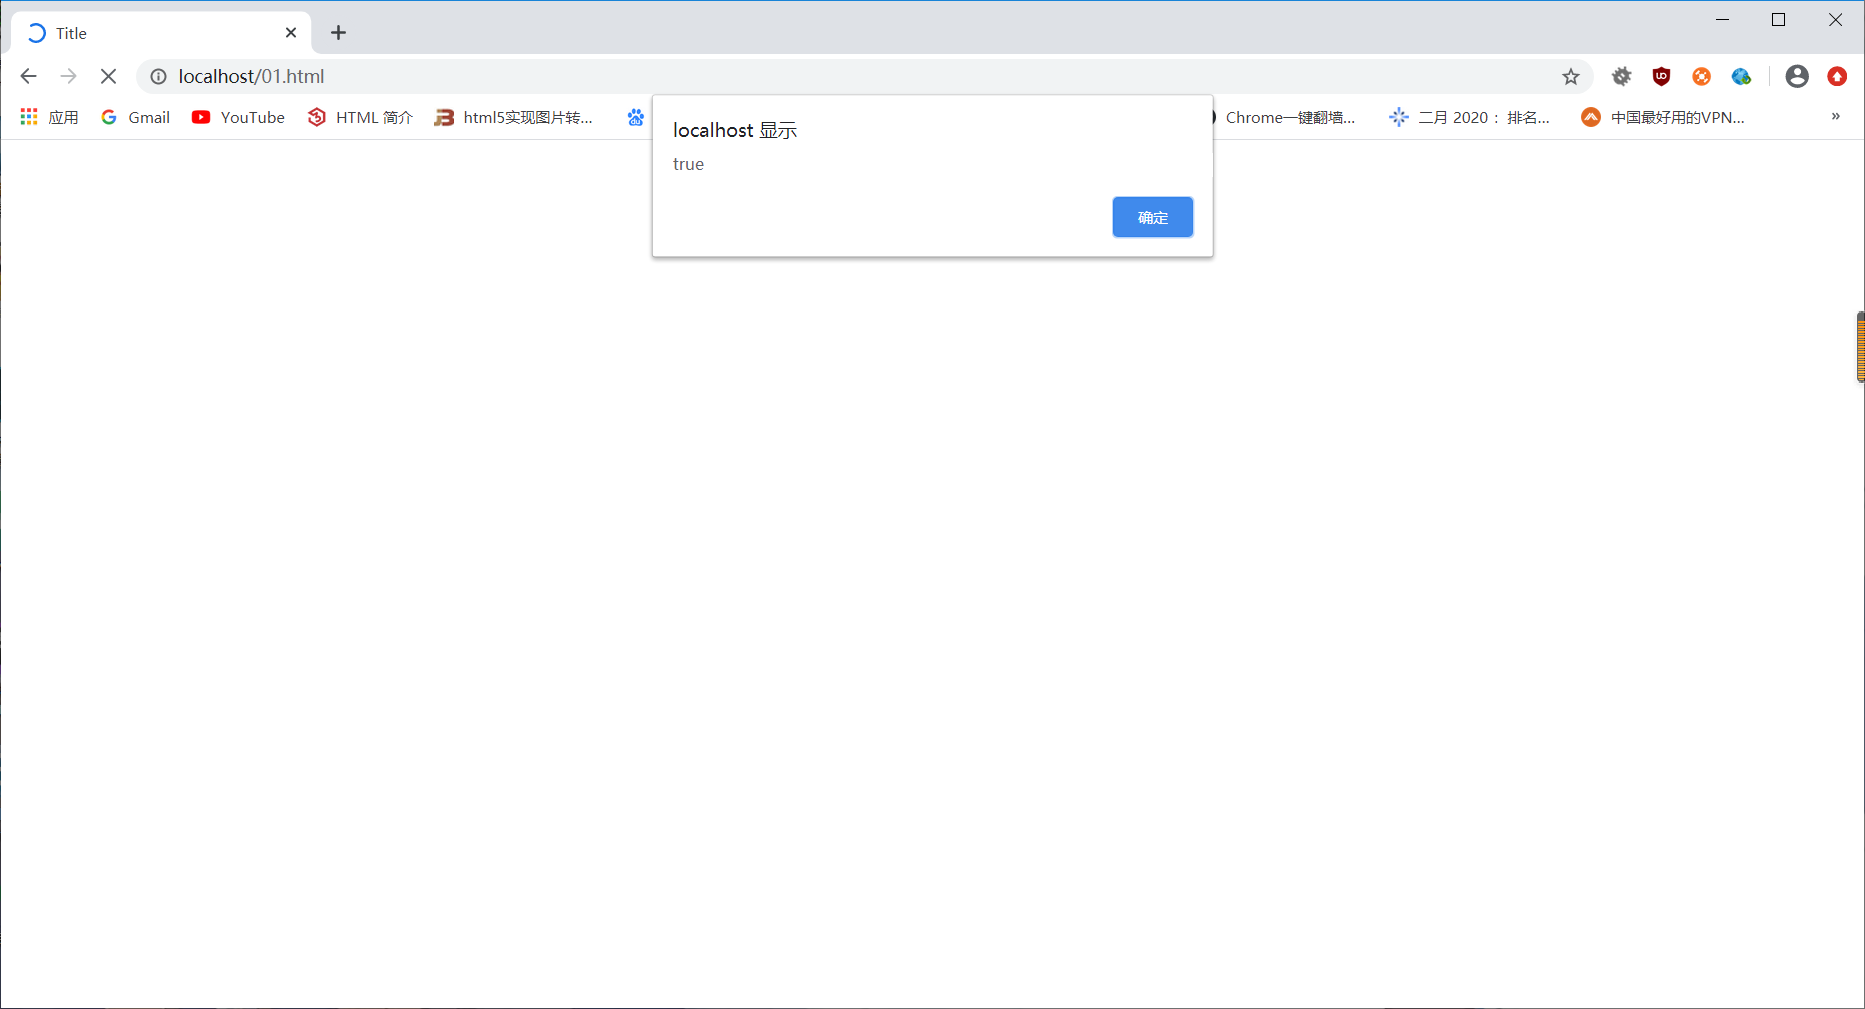 Title
localhost/01.html
应用
Gmail
YouTube
HTML 简介
html5实现图片转...
Chrome一键翻墙...
二月 2020： 排名...
中国最好用的VPN...
»
localhost 显示
true
确定